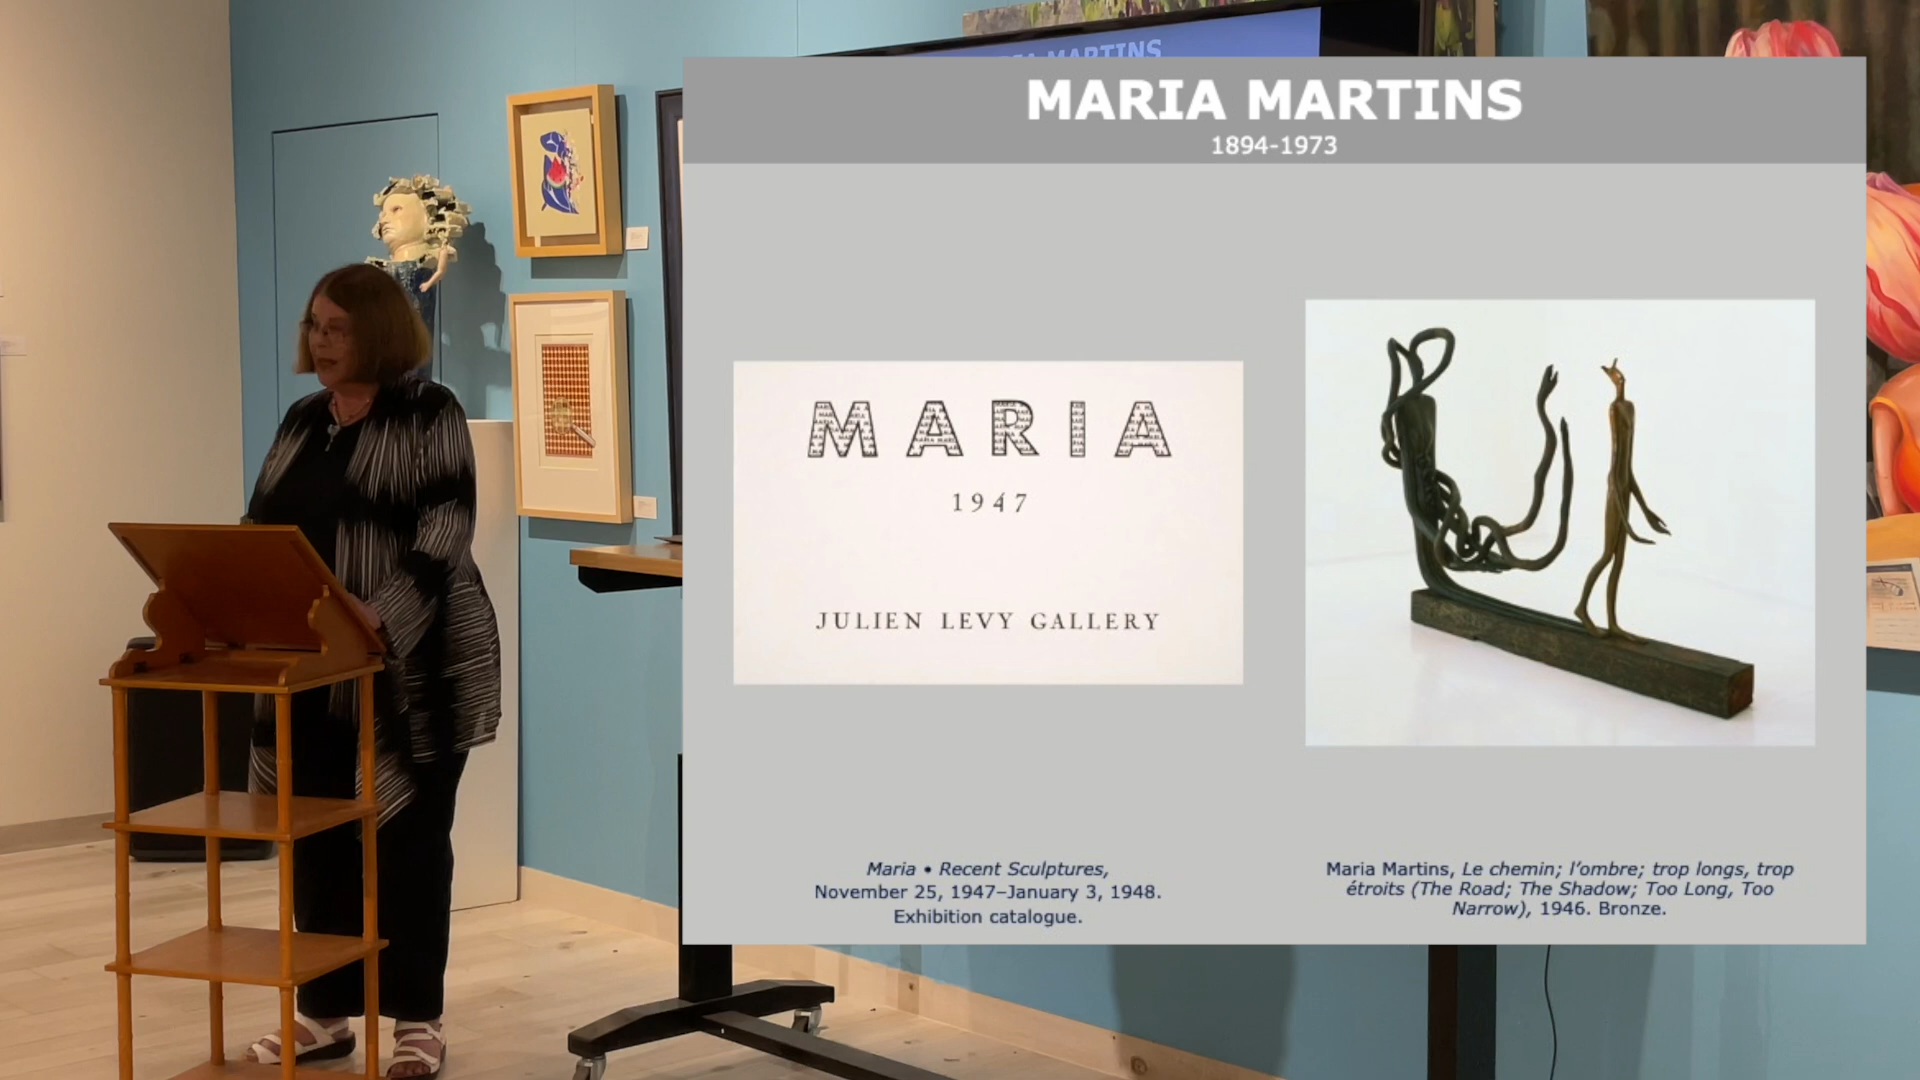 MARIA MARTINS
MARIA MARTINS
1894-1973
MARIA
1947
JULIEN LEVY GALLERY
Maria • Recent Sculptures,
November 25, 1947–January 3, 1948.
Exhibition catalogue.
Maria Martins, Le chemin; l’ombre; trop longs, trop
étroits (The Road; The Shadow; Too Long, Too
Narrow), 1946. Bronze.